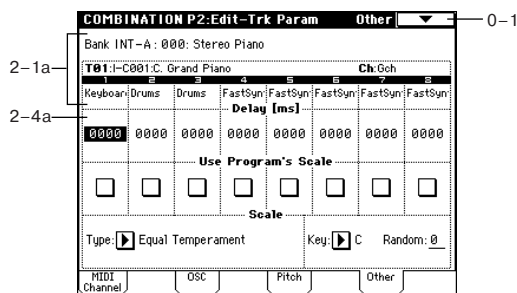 COMBINATION P2:Edit-Trk Param Other 0-1
Bank INT-A : 000: Stereo Piano
2-1a
T01:I-C001:C. Grand Piano Ch:Gch
1 2 3 4 5 6 7 8
Keyboar Drums Drums FastSyn FastSyn FastSyn FastSyn FastSyn
2-4a
Delay [ms]
0000 0000 0000 0000 0000 0000 0000 0000
Use Program's Scale
Scale
Type: Equal Temperament Key: C Random: 0
MIDI Channel OSC Pitch Other